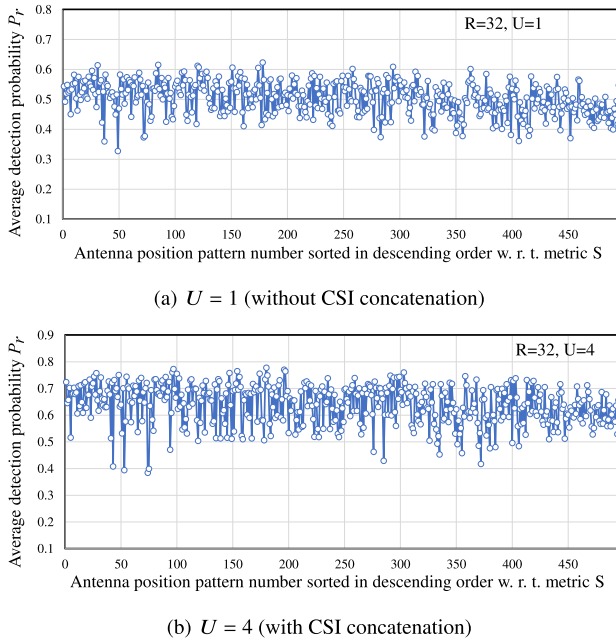 Average detection probability Pr
0.8
0.7
0.6
0.5
0.4
0.3
0.2
0.1
R=32, U=1
0 50 100 150 200 250 300 350 400 450
Antenna position pattern number sorted in descending order w. r. t. metric S
(a) U = 1 (without CSI concatenation)
Average detection probability Pr
0.9
0.8
0.7
0.6
0.5
0.4
0.3
0.2
0.1
R=32, U=4
0 50 100 150 200 250 300 350 400 450
Antenna position pattern number sorted in descending order w. r. t. metric S
(b) U = 4 (with CSI concatenation)